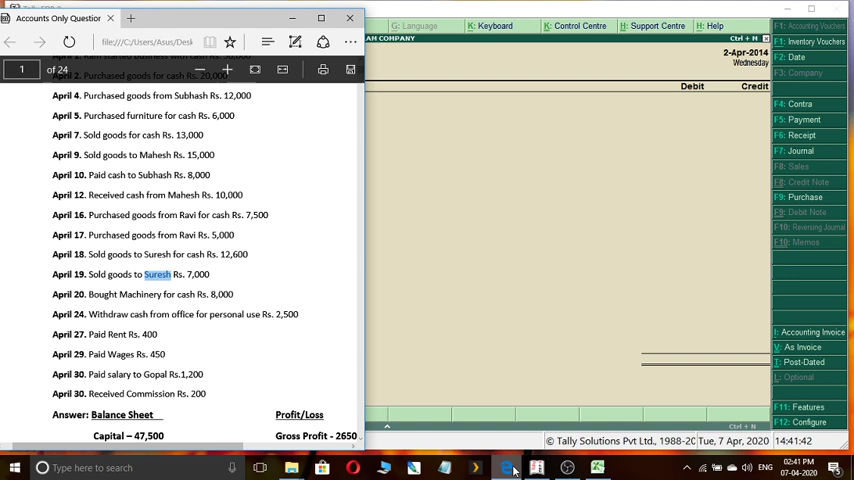 Accounts Only Question
G: Language
K: Keyboard
K: Control Centre
S: Support Centre
H: Help
F1: Accounting Vouchers
file:///C:/Users/Asus/Desk
LAN COMPANY
Ctrl + N
F1: Inventory Vouchers
2-Apr-2014
Wednesday
F2: Date
1 of 24
F3: Company
April 2. Purchased goods for cash Rs. 20,000
Debit
Credit
April 4. Purchased goods from Subhash Rs. 12,000
F4: Contra
April 5. Purchased furniture for cash Rs. 6,000
F5: Payment
April 7. Sold goods for cash Rs. 13,000
F6: Receipt
April 9. Sold goods to Mahesh Rs. 15,000
F7: Journal
F8: Sales
April 10. Paid cash to Subhash Rs. 8,000
F8: Credit Note
April 12. Received cash from Mahesh Rs. 10,000
F9: Purchase
April 16. Purchased goods from Ravi for cash Rs. 7,500
F9: Debit Note
F10: Reversing Journal
April 17. Purchased goods from Ravi Rs. 5,000
F10: Memos
April 18. Sold goods to Suresh for cash Rs. 12,600
April 19. Sold goods to Suresh Rs. 7,000
April 20. Bought Machinery for cash Rs. 8,000
April 24. Withdraw cash from office for personal use Rs. 2,500
April 27. Paid Rent Rs. 400
I: Accounting Invoice
V: As Invoice
April 29. Paid Wages Rs. 450
T: Post-Dated
April 30. Paid salary to Gopal Rs.1,200
L: Optional
April 30. Received Commission Rs. 200
F11: Features
Answer: Balance Sheet
Profit/Loss
F12: Configure
Ctrl + N
Capital – 47,500
Gross Profit - 2650
© Tally Solutions Pvt Ltd., 1988-20
Tue, 7 Apr, 2020
14:41:42
Type here to search
ENG
02:41 PM
07-04-2020